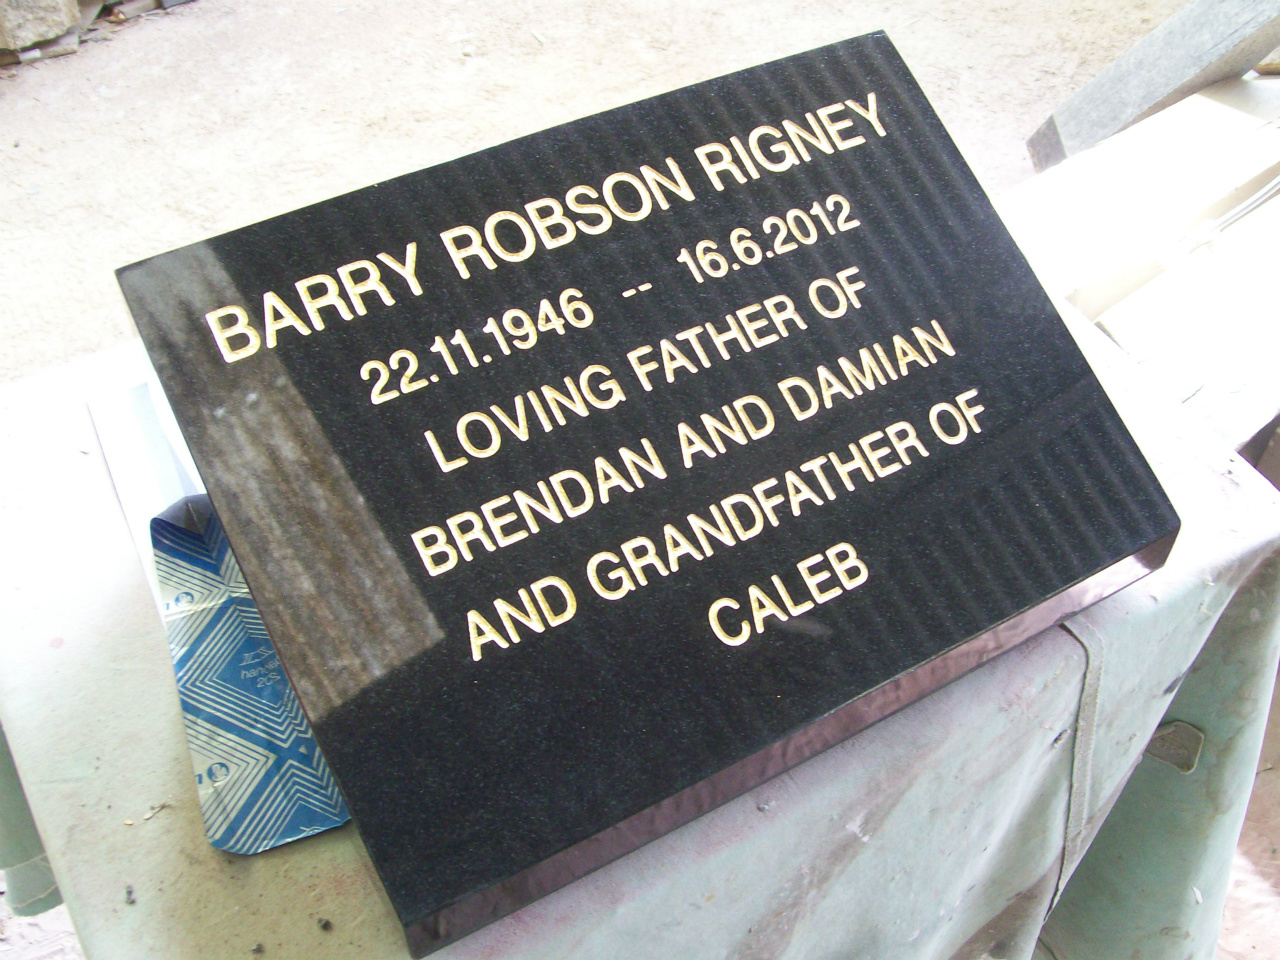 BARRY ROBSON RIGNEY
22.11.1946 -- 16.6.2012
LOVING FATHER OF
BRENDAN AND DAMIAN
AND GRANDFATHER OF
CALEB